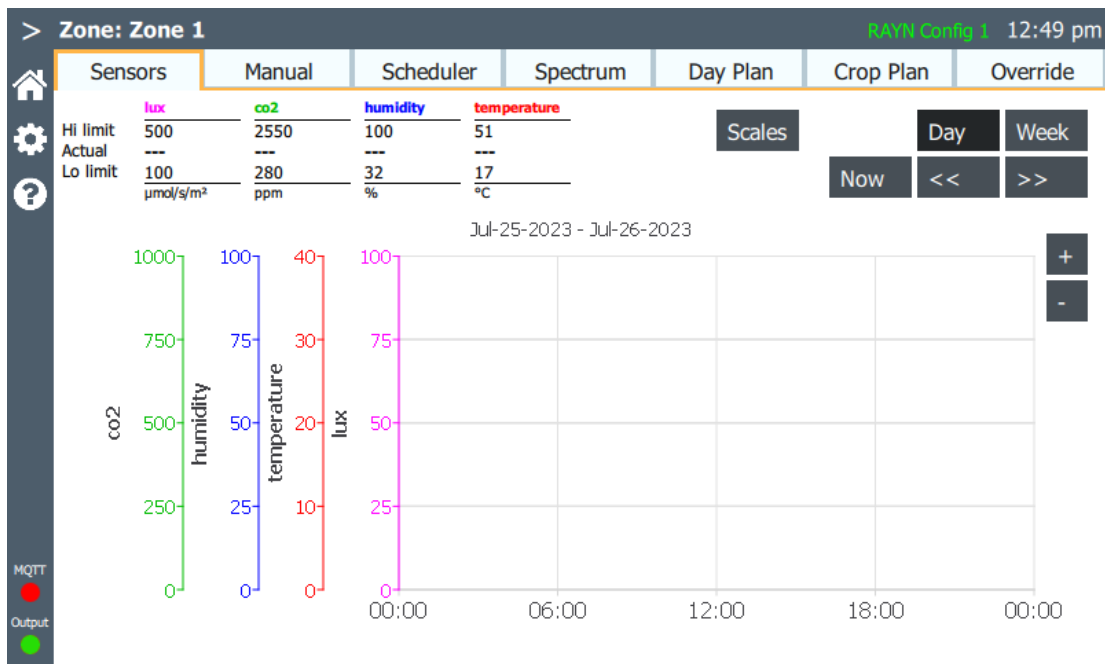 > Zone: Zone 1 RAYN Config 1 12:49 pm
Sensors Manual Scheduler Spectrum Day Plan Crop Plan Override
lux co2 humidity temperature
Hi limit 500 2550 100 51
Actual --- --- --- ---
Lo limit 100 280 32 17
µmol/s/m² ppm % °C
Scales Day Week
Now << >>
?
Jul-25-2023 - Jul-26-2023
+
-
1000 100 40 100
750 75 30 75
co2 humidity temperature lux
500 50 20 50
250 25 10 25
0 0 0 0
00:00 06:00 12:00 18:00 00:00
MQTT
Output